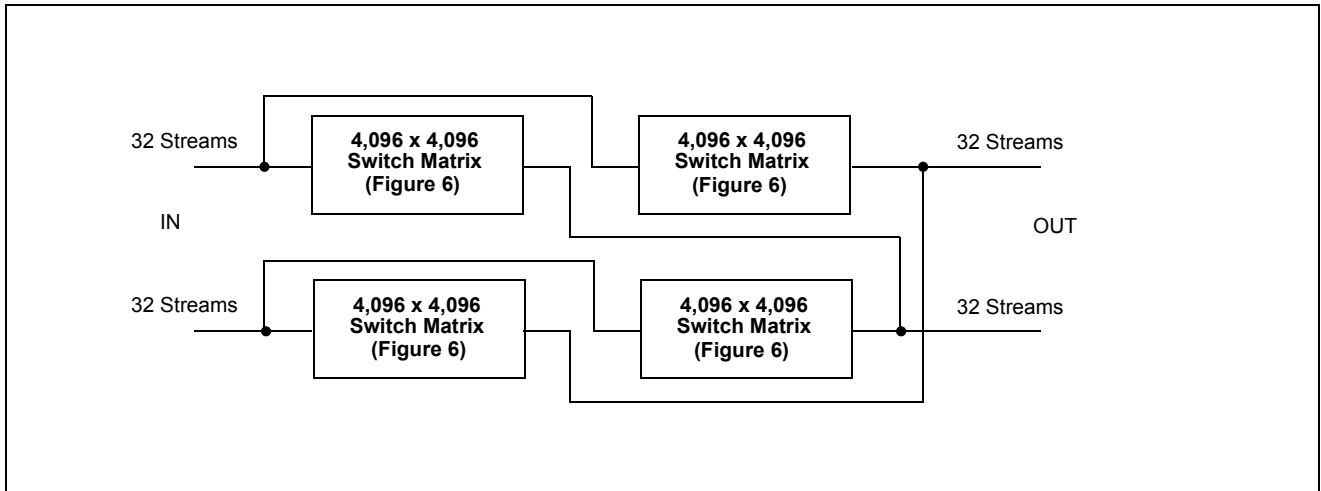 32 Streams
4,096 x 4,096
Switch Matrix
(Figure 6)
4,096 x 4,096
Switch Matrix
(Figure 6)
32 Streams
IN
OUT
32 Streams
4,096 x 4,096
Switch Matrix
(Figure 6)
4,096 x 4,096
Switch Matrix
(Figure 6)
32 Streams